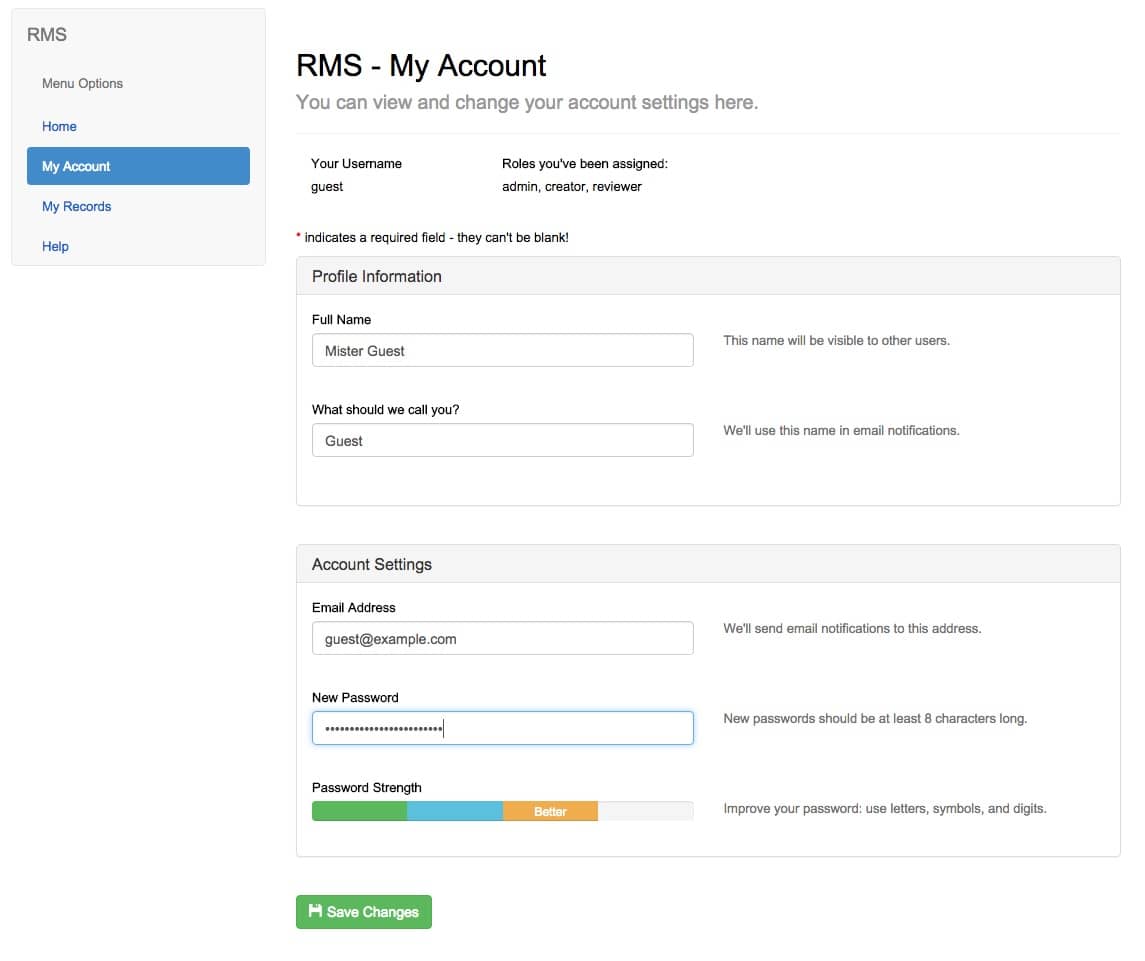 RMS
Menu Options
Home
My Account
My Records
Help
RMS - My Account
You can view and change your account settings here.
Your Username
Roles you've been assigned:
guest
admin, creator, reviewer
* indicates a required field - they can't be blank!
Profile Information
Full Name
Mister Guest
This name will be visible to other users.
What should we call you?
Guest
We'll use this name in email notifications.
Account Settings
Email Address
guest@example.com
We'll send email notifications to this address.
New Password
••••••••••••••••••••••••
New passwords should be at least 8 characters long.
Password Strength
Better
Improve your password: use letters, symbols, and digits.
Save Changes